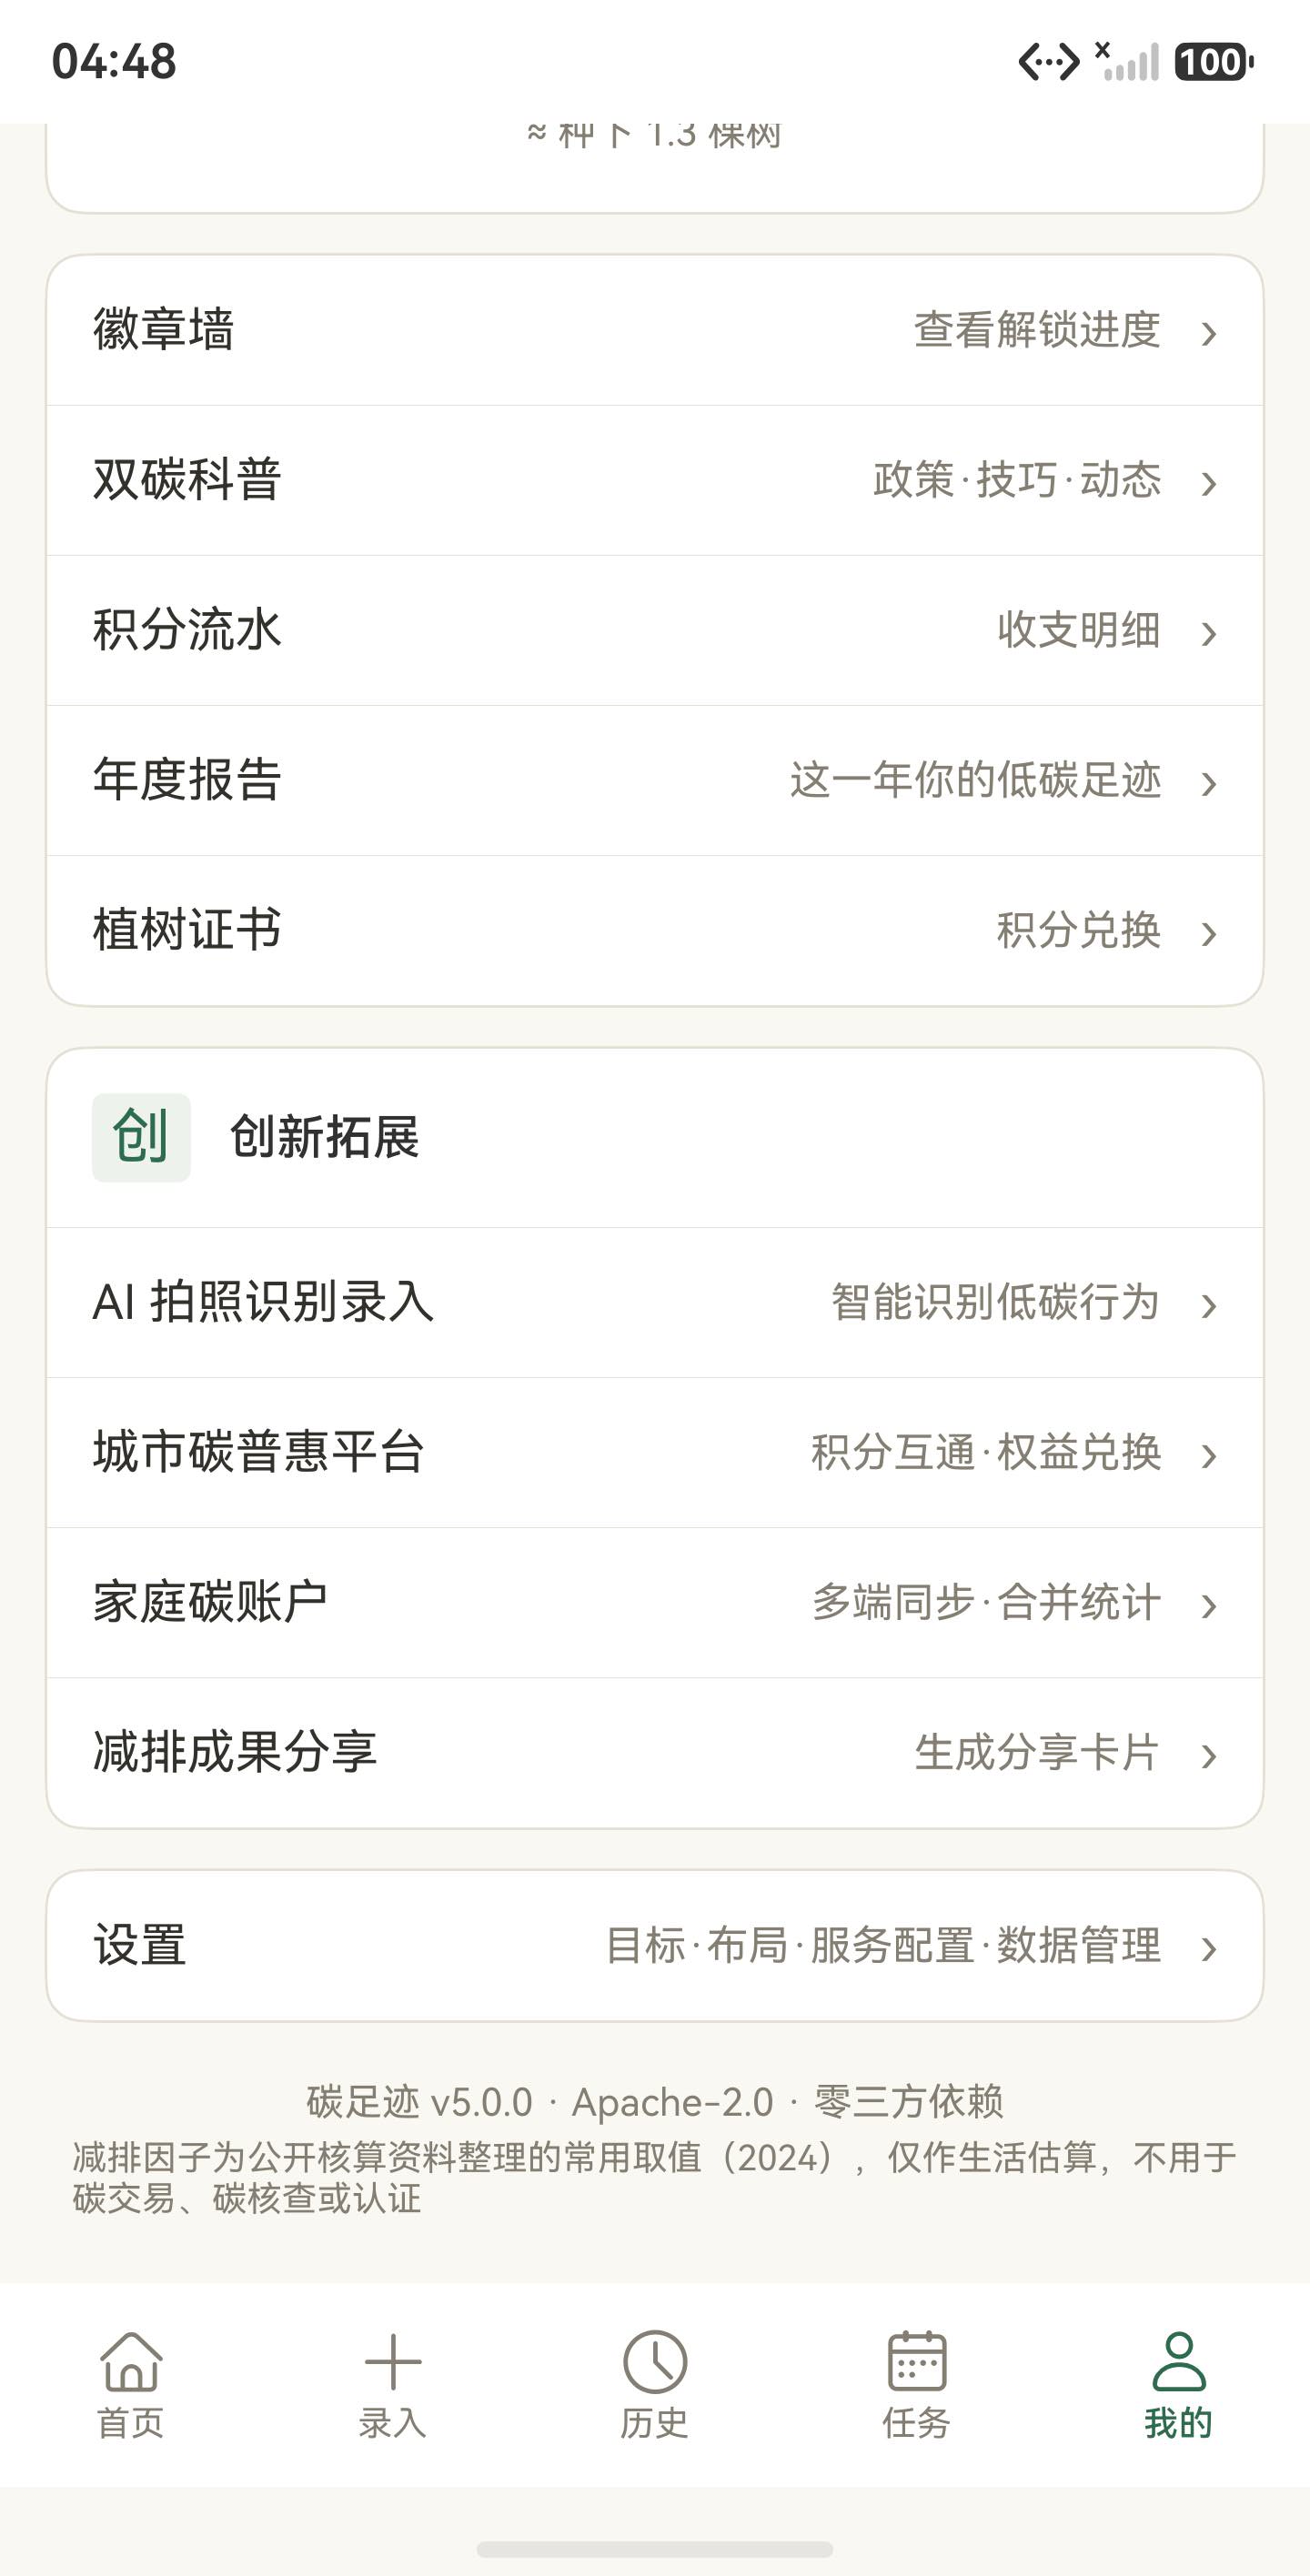 04:48
100
≈ 种下 1.3 棵树
徽章墙 查看解锁进度 ›
双碳科普 政策·技巧·动态 ›
积分流水 收支明细 ›
年度报告 这一年你的低碳足迹 ›
植树证书 积分兑换 ›
创 创新拓展
AI 拍照识别录入 智能识别低碳行为 ›
城市碳普惠平台 积分互通·权益兑换 ›
家庭碳账户 多端同步·合并统计 ›
减排成果分享 生成分享卡片 ›
设置 目标·布局·服务配置·数据管理 ›
碳足迹 v5.0.0 · Apache-2.0 · 零三方依赖
减排因子为公开核算资料整理的常用取值（2024），仅作生活估算，不用于
碳交易、碳核查或认证
首页 录入 历史 任务 我的